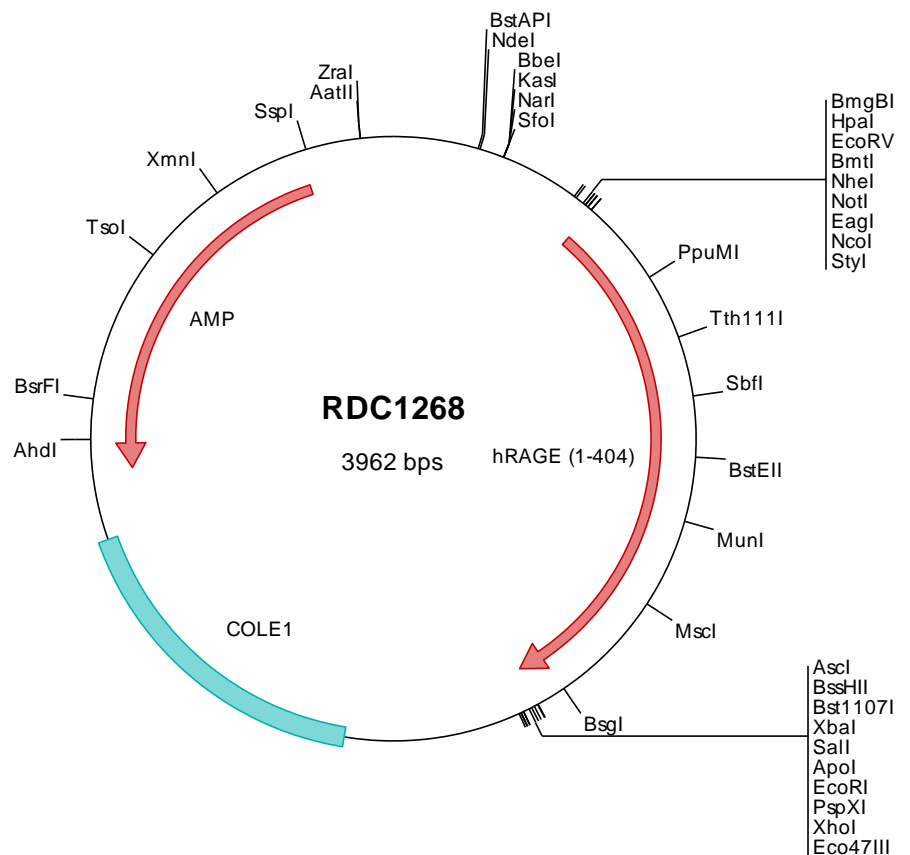 BstAPI
NdeI
BbeI
KasI
NarI
SfoI
ZraI
AatII
SspI
XmnI
TsoI
BsrFI
AhdI
BmgBI
HpaI
EcoRV
BmtI
NheI
NotI
EagI
NcoI
StyI
PpuMI
Tth111I
SbfI
BstEII
MunI
MscI
BsgI
AscI
BssHII
Bst1107I
XbaI
SalI
ApoI
EcoRI
PspXI
XhoI
Eco47III
AMP
RDC1268
3962 bps
hRAGE (1-404)
COLE1